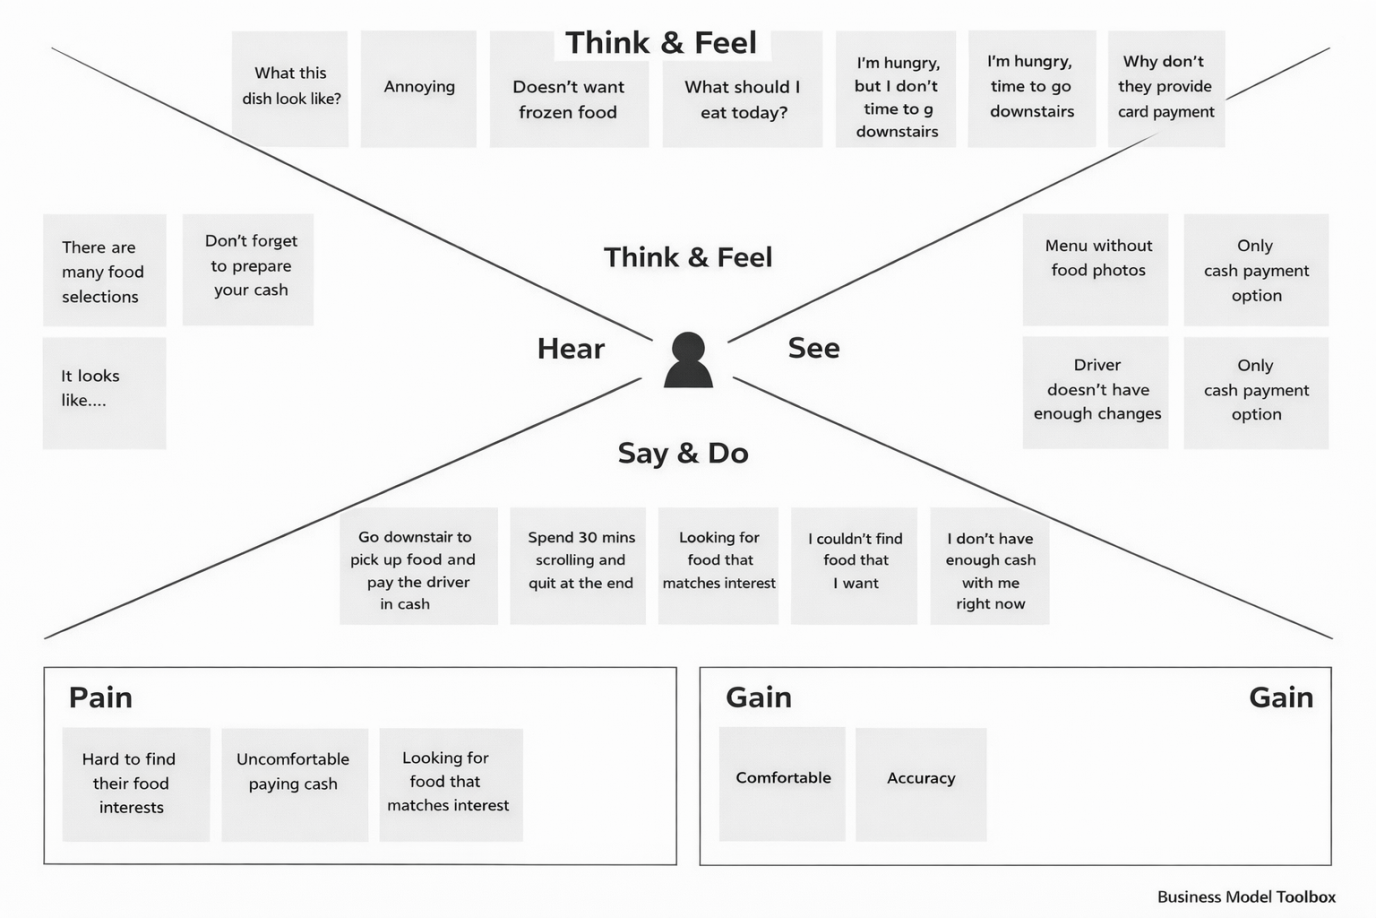 Think & Feel
What this
dish look like?
Annoying
Doesn't want
frozen food
What should I
eat today?
I'm hungry,
but I don't
time to g
downstairs
I'm hungry,
time to go
downstairs
Why don't
they provide
card payment
There are
many food
selections
Don't forget
to prepare
your cash
It looks
like....
Think & Feel
Hear
See
Say & Do
Menu without
food photos
Only
cash payment
option
Driver
doesn't have
enough changes
Only
cash payment
option
Go downstair to
pick up food and
pay the driver
in cash
Spend 30 mins
scrolling and
quit at the end
Looking for
food that
matches interest
I couldn't find
food that
I want
I don't have
enough cash
with me
right now
Pain
Hard to find
their food
interests
Uncomfortable
paying cash
Looking for
food that
matches interest
Gain
Gain
Comfortable
Accuracy
Business Model Toolbox